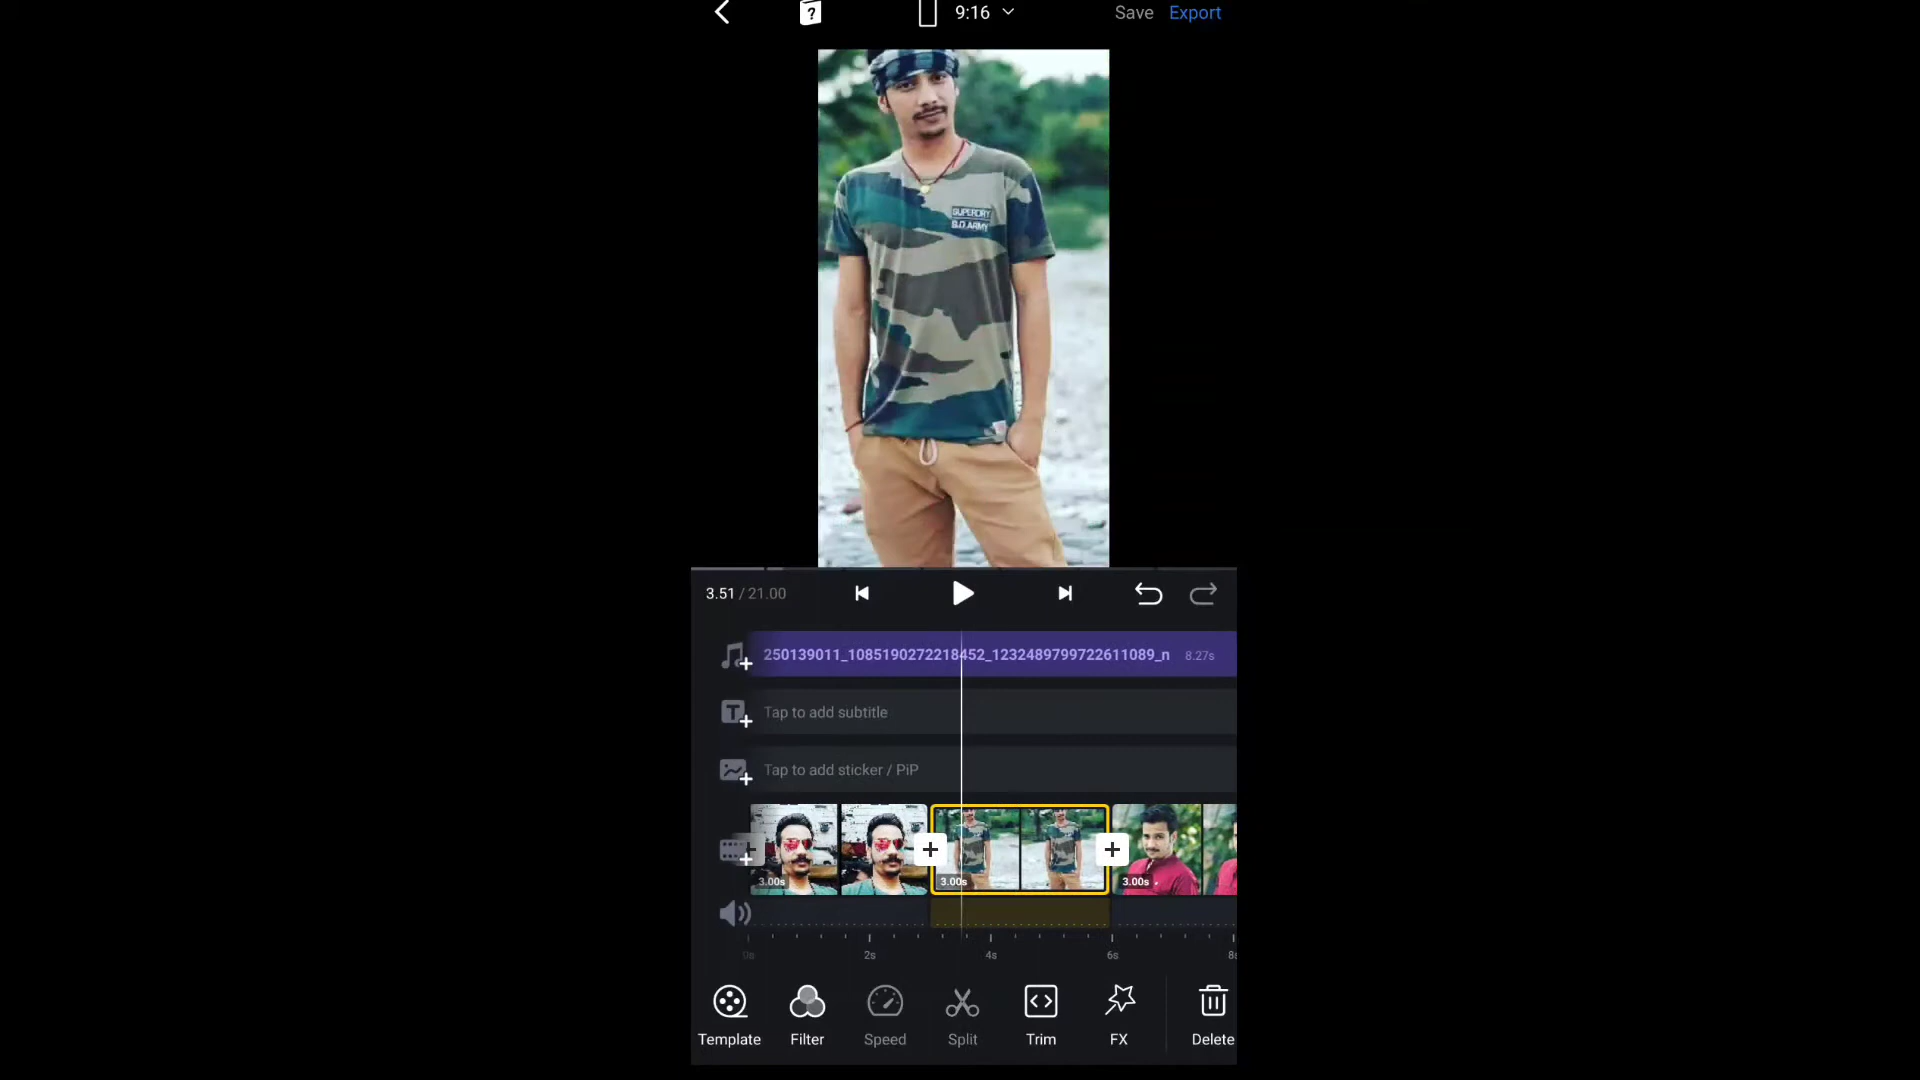 ?
9:16
Save
Export
SUPERDRY
S.D.ARMY
3.51 / 21.00
250139011_1085190272218452_1232489799722611089_n
8.27s
T
Tap to add subtitle
Tap to add sticker / PiP
3.00s
3.00s
3.00s
0s
2s
4s
6s
8s
Template
Filter
Speed
Split
Trim
FX
Delete